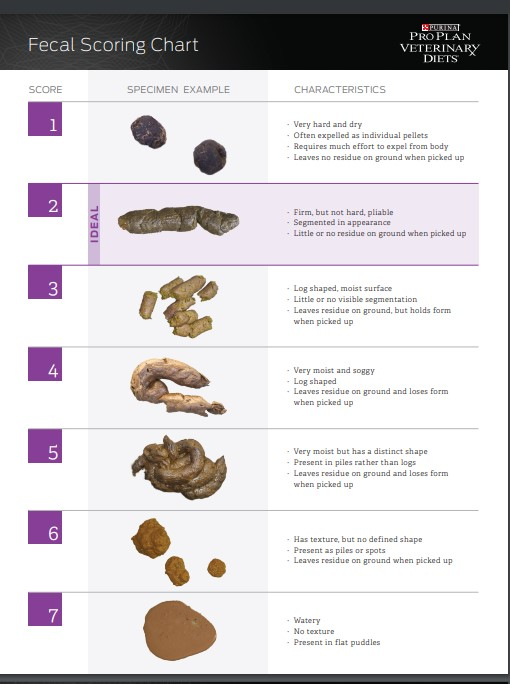 Fecal Scoring Chart
PURINA
PRO PLAN
VETERINARY
DIETS
SCORE
SPECIMEN EXAMPLE
CHARACTERISTICS
1
· Very hard and dry
· Often expelled as individual pellets
· Requires much effort to expel from body
· Leaves no residue on ground when picked up
2
IDEAL
· Firm, but not hard, pliable
· Segmented in appearance
· Little or no residue on ground when picked up
3
· Log shaped, moist surface
· Little or no visible segmentation
· Leaves residue on ground, but holds form
when picked up
4
· Very moist and soggy
· Log shaped
· Leaves residue on ground and loses form
when picked up
5
· Very moist but has a distinct shape
· Present in piles rather than logs
· Leaves residue on ground and loses form
when picked up
6
· Has texture, but no defined shape
· Present as piles or spots
· Leaves residue on ground when picked up
7
· Watery
· No texture
· Present in flat puddles